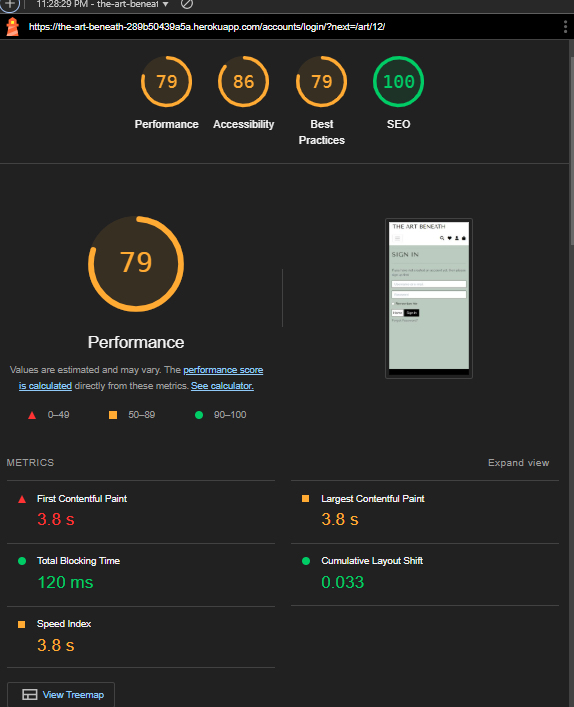 11:28:29 PM - the-art-beneat
https://the-art-beneath-289b50439a5a.herokuapp.com/accounts/login/?next=/art/12/
79
86
79
100
Performance
Accessibility
Best
Practices
SEO
79
Performance
Values are estimated and may vary. The performance score
is calculated directly from these metrics. See calculator.
0–49
50–89
90–100
THE ART BENEATH
SIGN IN
Remember Me
Home
Sign In
METRICS
Expand view
First Contentful Paint
3.8 s
Largest Contentful Paint
3.8 s
Total Blocking Time
120 ms
Cumulative Layout Shift
0.033
Speed Index
3.8 s
View Treemap